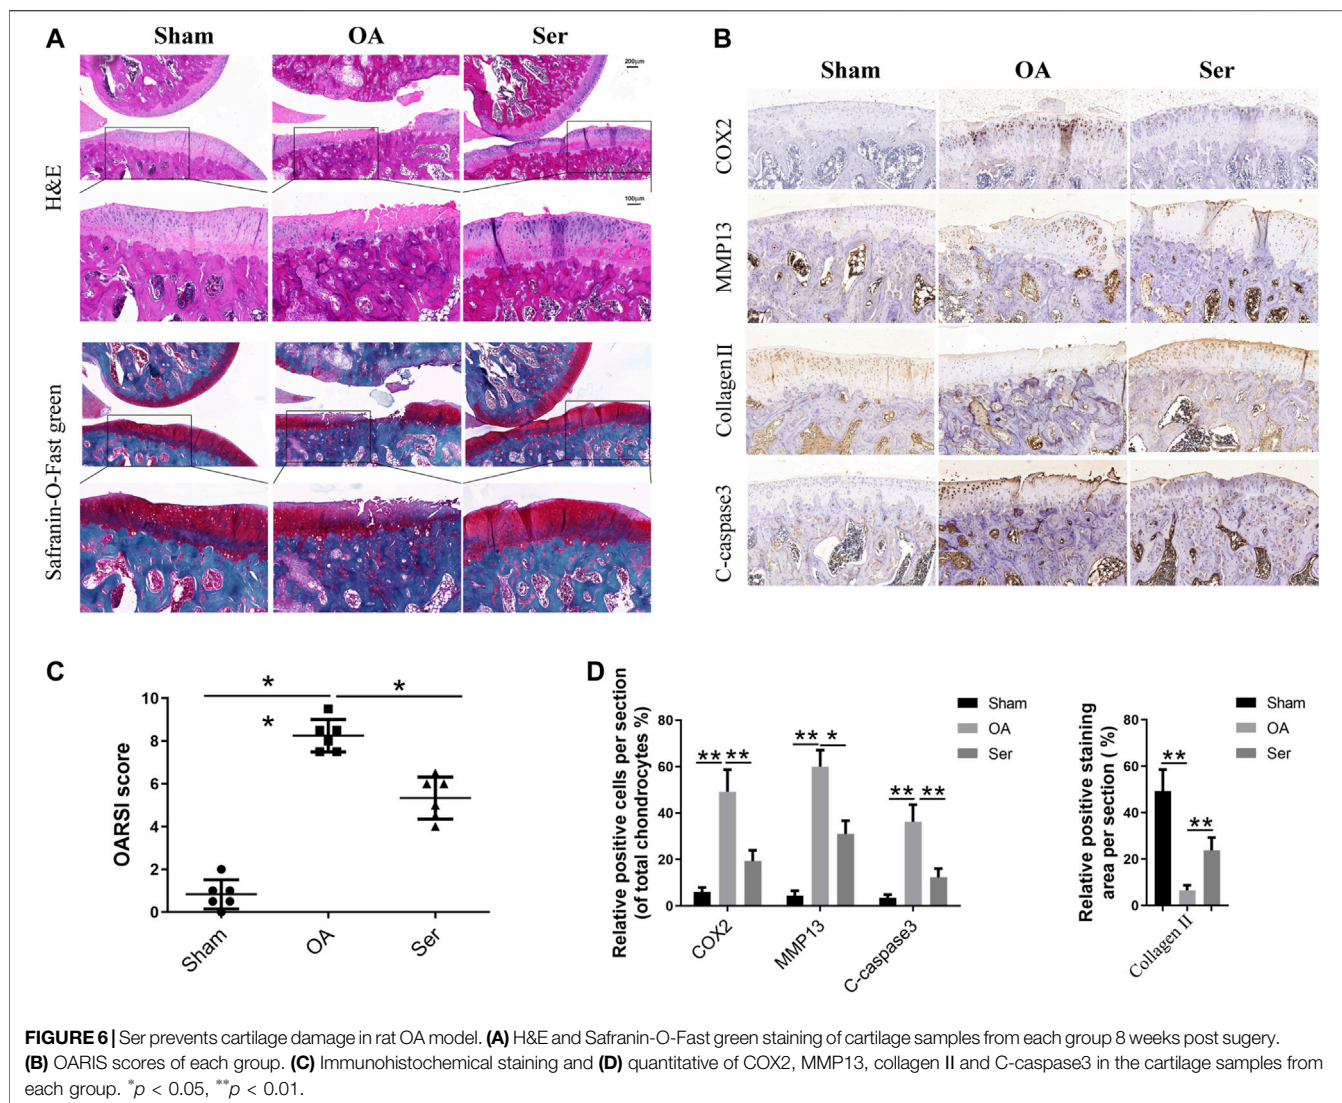 A
Sham
OA
Ser
200μm
H&E
100μm
Safranin-O-Fast green
B
Sham
OA
Ser
COX2
MMP13
Collagen II
C-caspase3
C
OARSI score
10
8
6
4
2
0
*
*
*
Sham
OA
Ser
D
Relative positive cells per section
(of total chondrocytes %)
80
60
40
20
0
** **
** *
** **
COX2
MMP13
C-caspase3
Sham
OA
Ser
Relative positive staining
area per section ( %)
80
60
40
20
0
**
**
Collagen II
Sham
OA
Ser
FIGURE 6 | Ser prevents cartilage damage in rat OA model. (A) H&E and Safranin-O-Fast green staining of cartilage samples from each group 8 weeks post sugery.
(B) OARIS scores of each group. (C) Immunohistochemical staining and (D) quantitative of COX2, MMP13, collagen II and C-caspase3 in the cartilage samples from
each group. *p < 0.05, **p < 0.01.